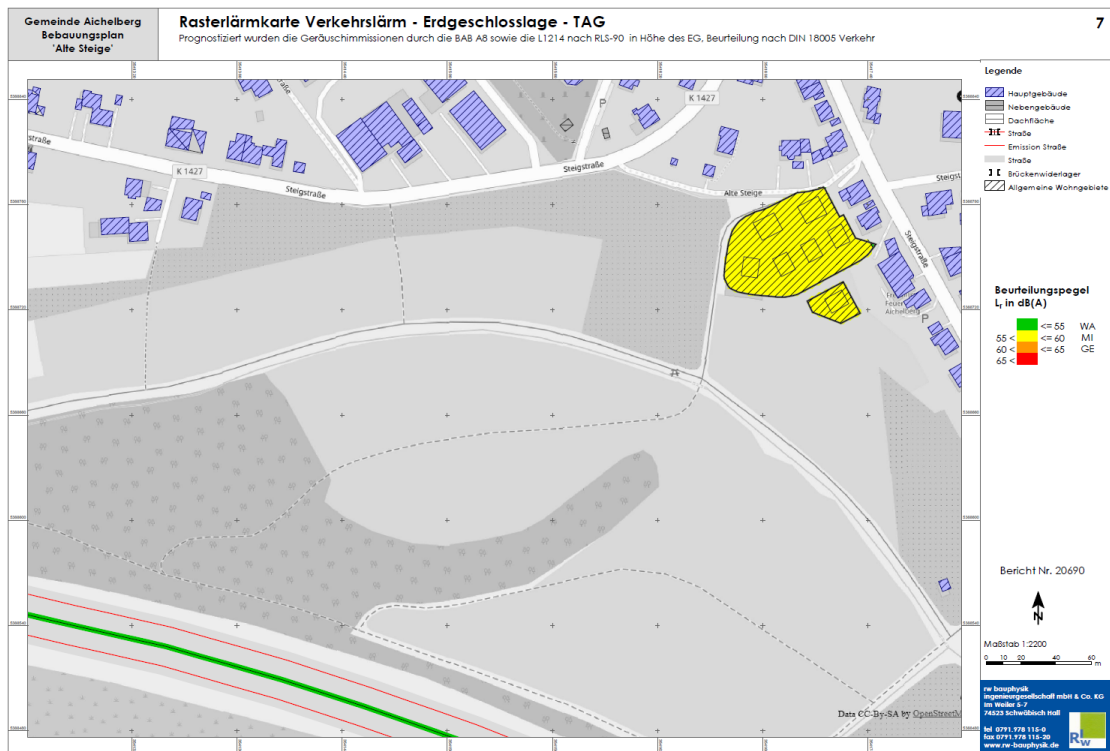 Gemeinde Aichelberg
Bebauungsplan
'Alte Steige'
Rasterlärmkarte Verkehrslärm - Erdgeschlosslage - TAG
Prognostiziert wurden die Geräuschimmissionen durch die BAB A8 sowie die L1214 nach RLS-90 in Höhe des EG, Beurteilung nach DIN 18005 Verkehr
7
Legende
Hauptgebäude
Nebengebäude
Dachfläche
Straße
Emission Straße
Straße
Brückenwiderlager
Allgemeine Wohngebiete
K 1427
P
K 1427
Steigstraße
Steigstraße
Alte Steige
Steigstraße
Feuer
Aichelberg
P
Beurteilungspegel
Lr in dB(A)
<= 55 WA
55 < <= 60 MI
60 < <= 65 GE
65 <
Bericht Nr. 20690
N
Maßstab 1:2200
0 10 20 40 60
m
Data CC-By-SA by OpenStreetM
rw bauphysik
ingenieurgesellschaft mbH & Co. KG
Im Weiler 5-7
74523 Schwäbisch Hall
tel 0791.978 115-0
fax 0791.978 115-20
www.rw-bauphysik.de